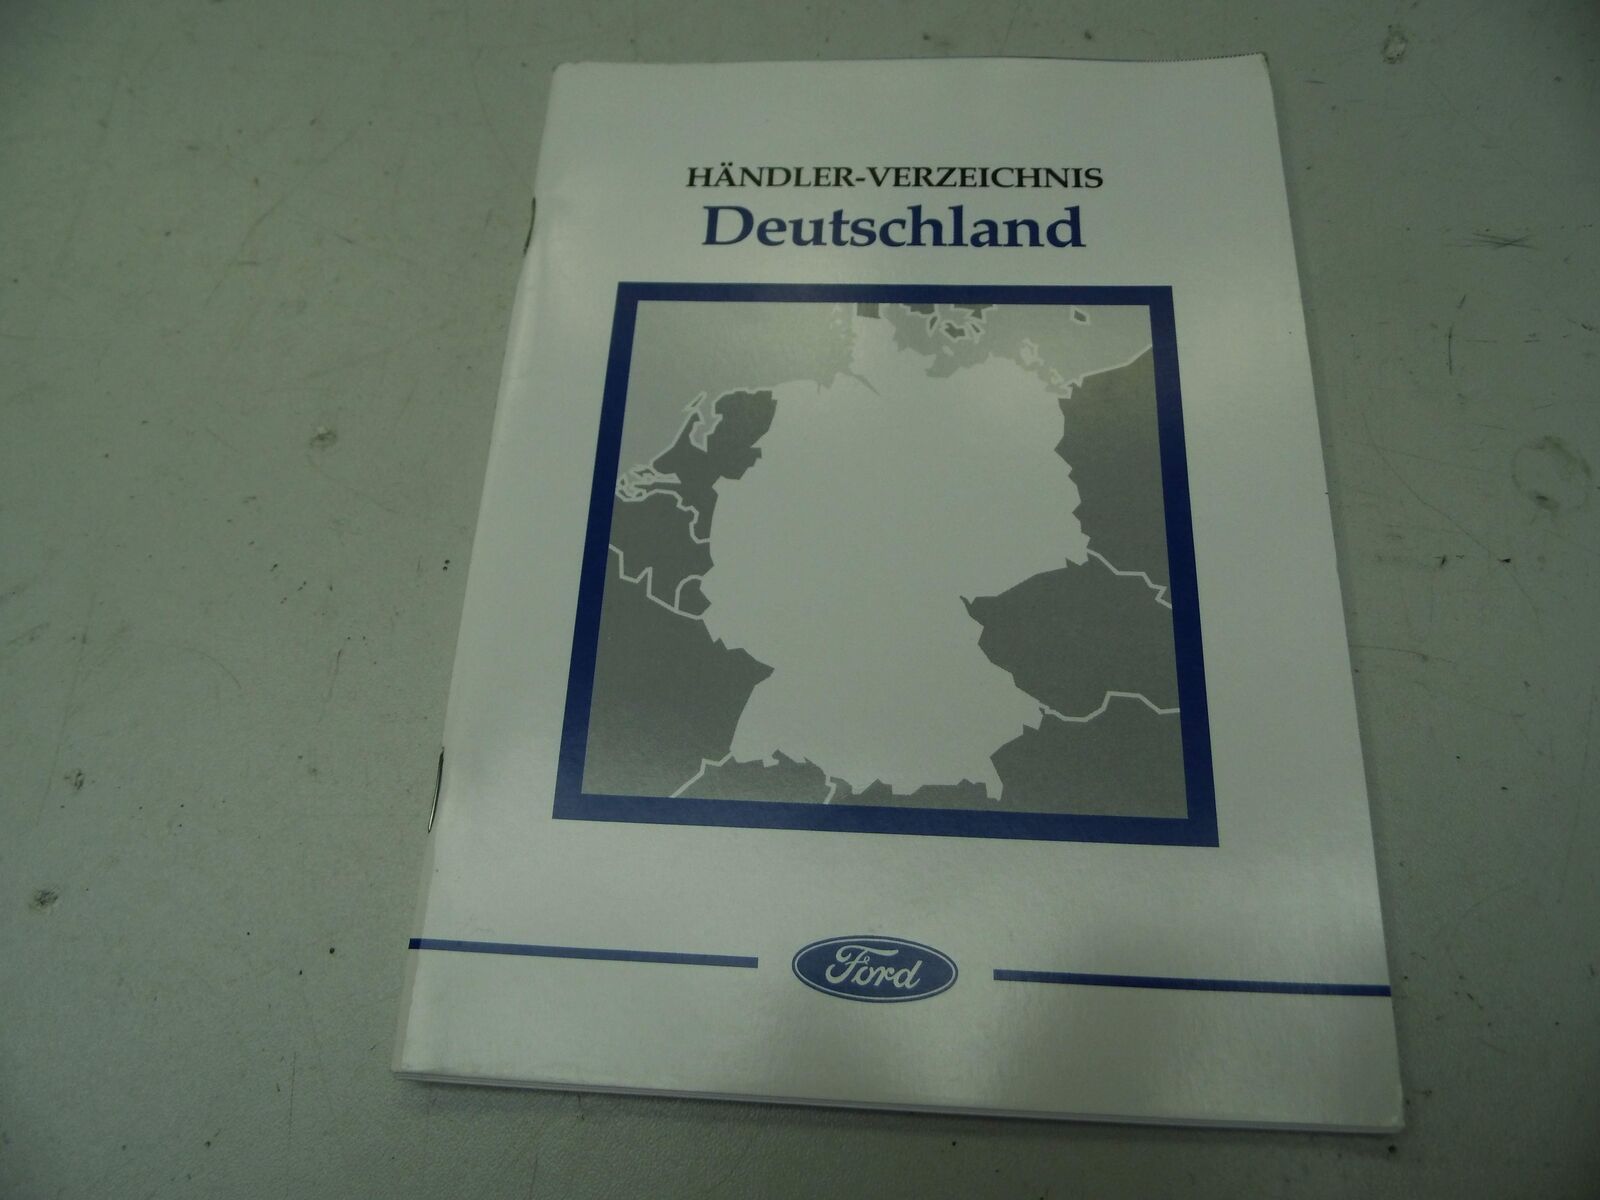 HÄNDLER-VERZEICHNIS
Deutschland
Ford